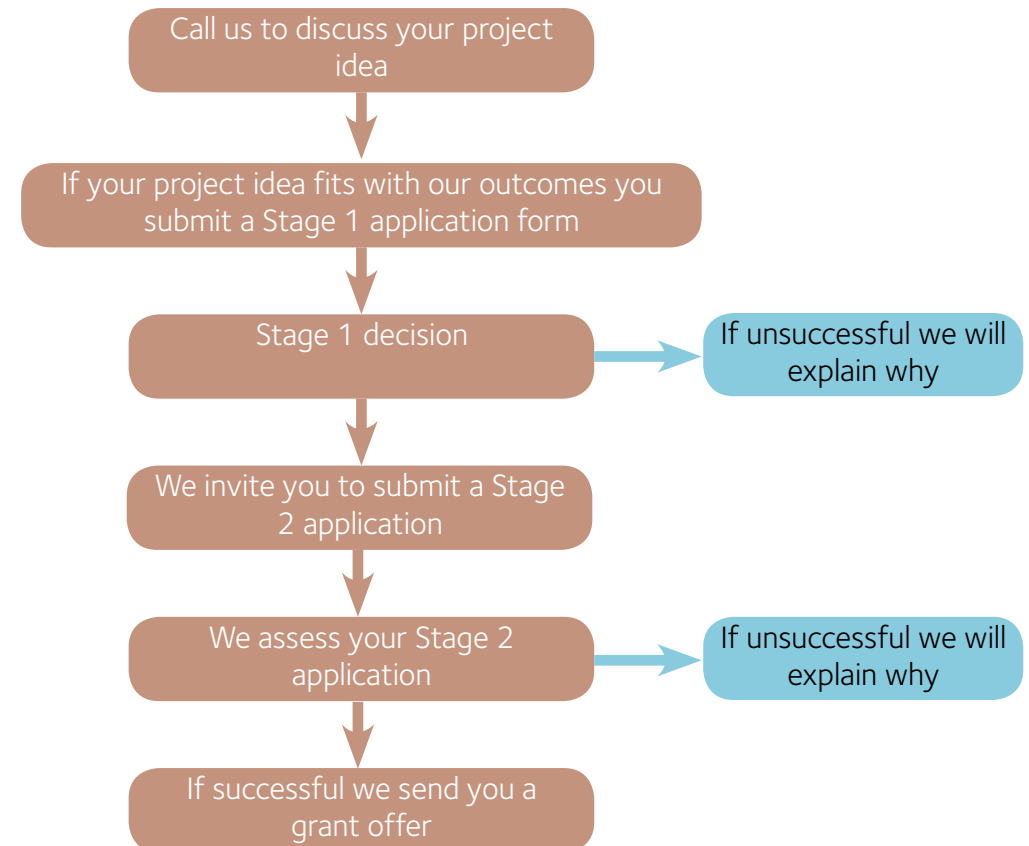 Call us to discuss your project
idea
If your project idea fits with our outcomes you
submit a Stage 1 application form
Stage 1 decision
If unsuccessful we will
explain why
We invite you to submit a Stage
2 application
We assess your Stage 2
application
If unsuccessful we will
explain why
If successful we send you a
grant offer